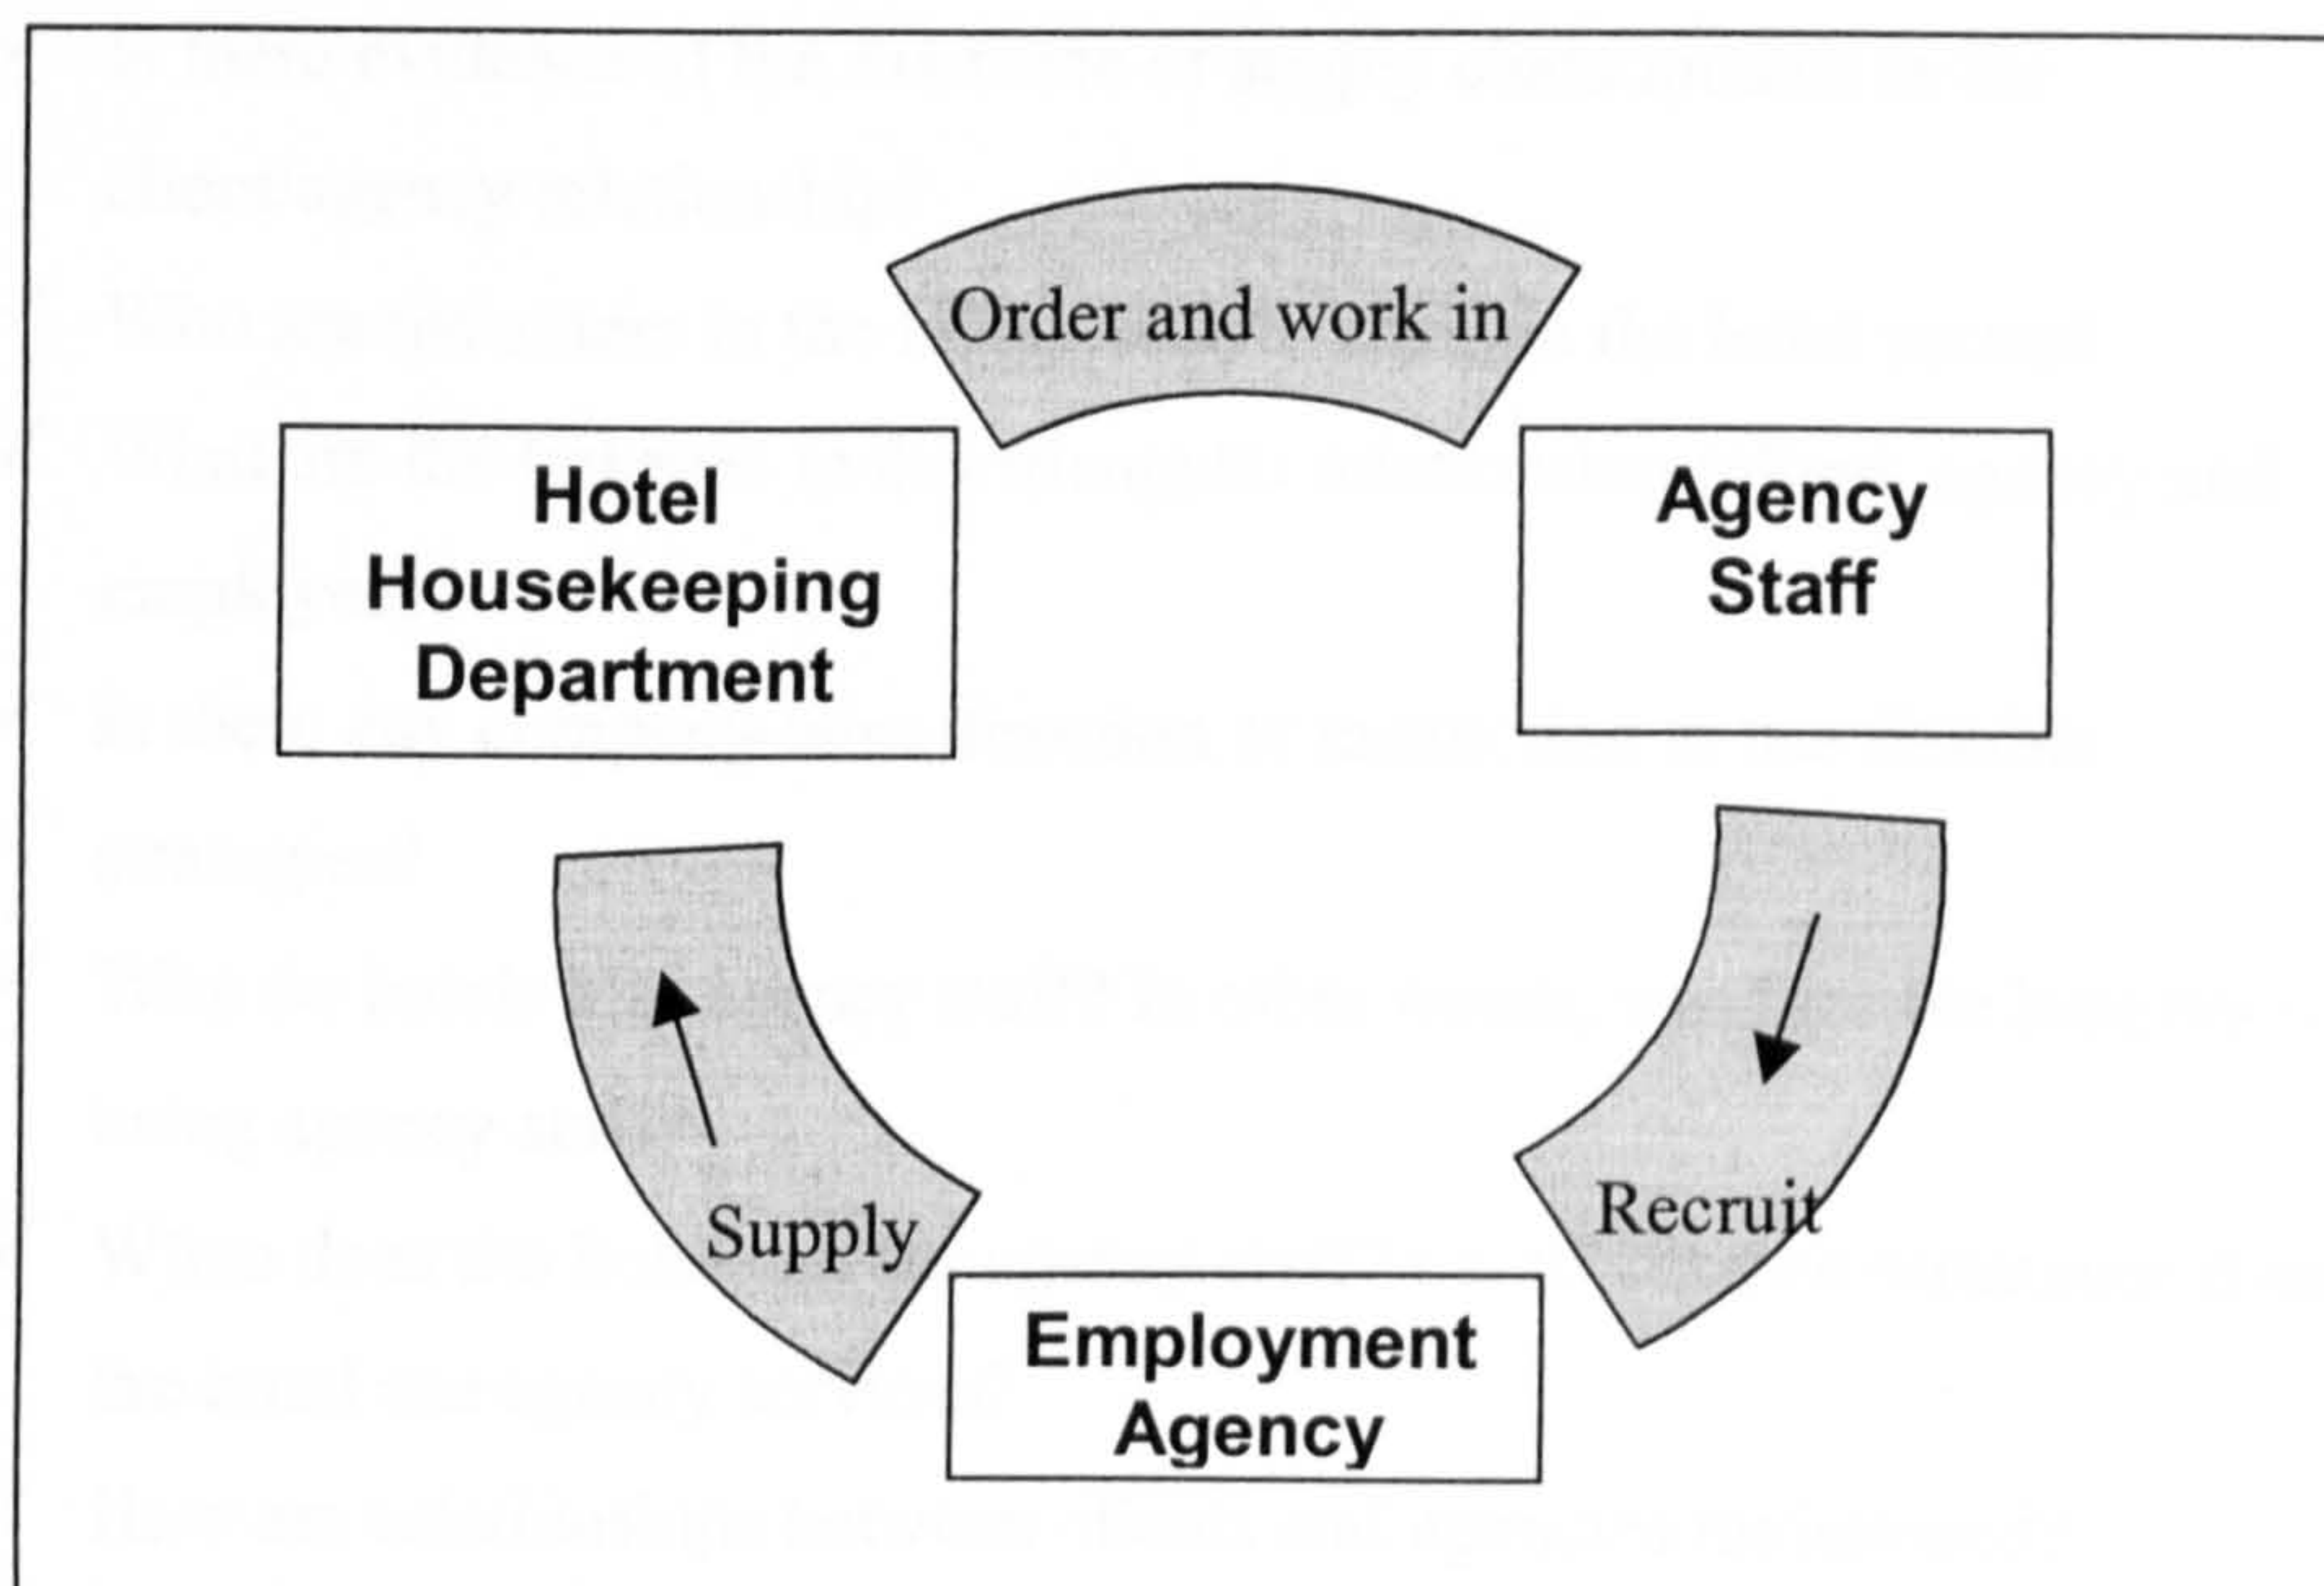 Order and work in
Hotel
Housekeeping
Department
Agency
Staff
Supply
Recruit
Employment
Agency